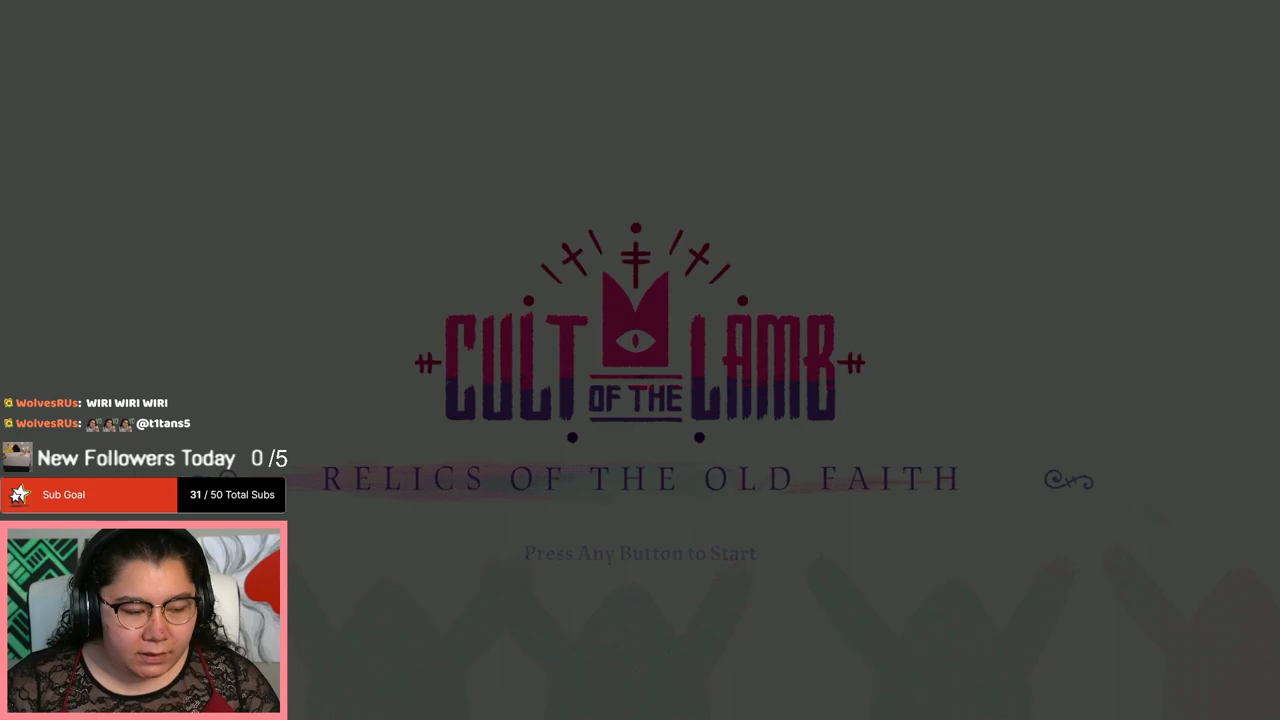 CULT OF THE LAMB
RELICS OF THE OLD FAITH
Press Any Button to Start
WolvesRUs: WIRI WIRI WIRI
WolvesRUs: @t1tans5
New Followers Today 0 /5
Sub Goal 31 / 50 Total Subs